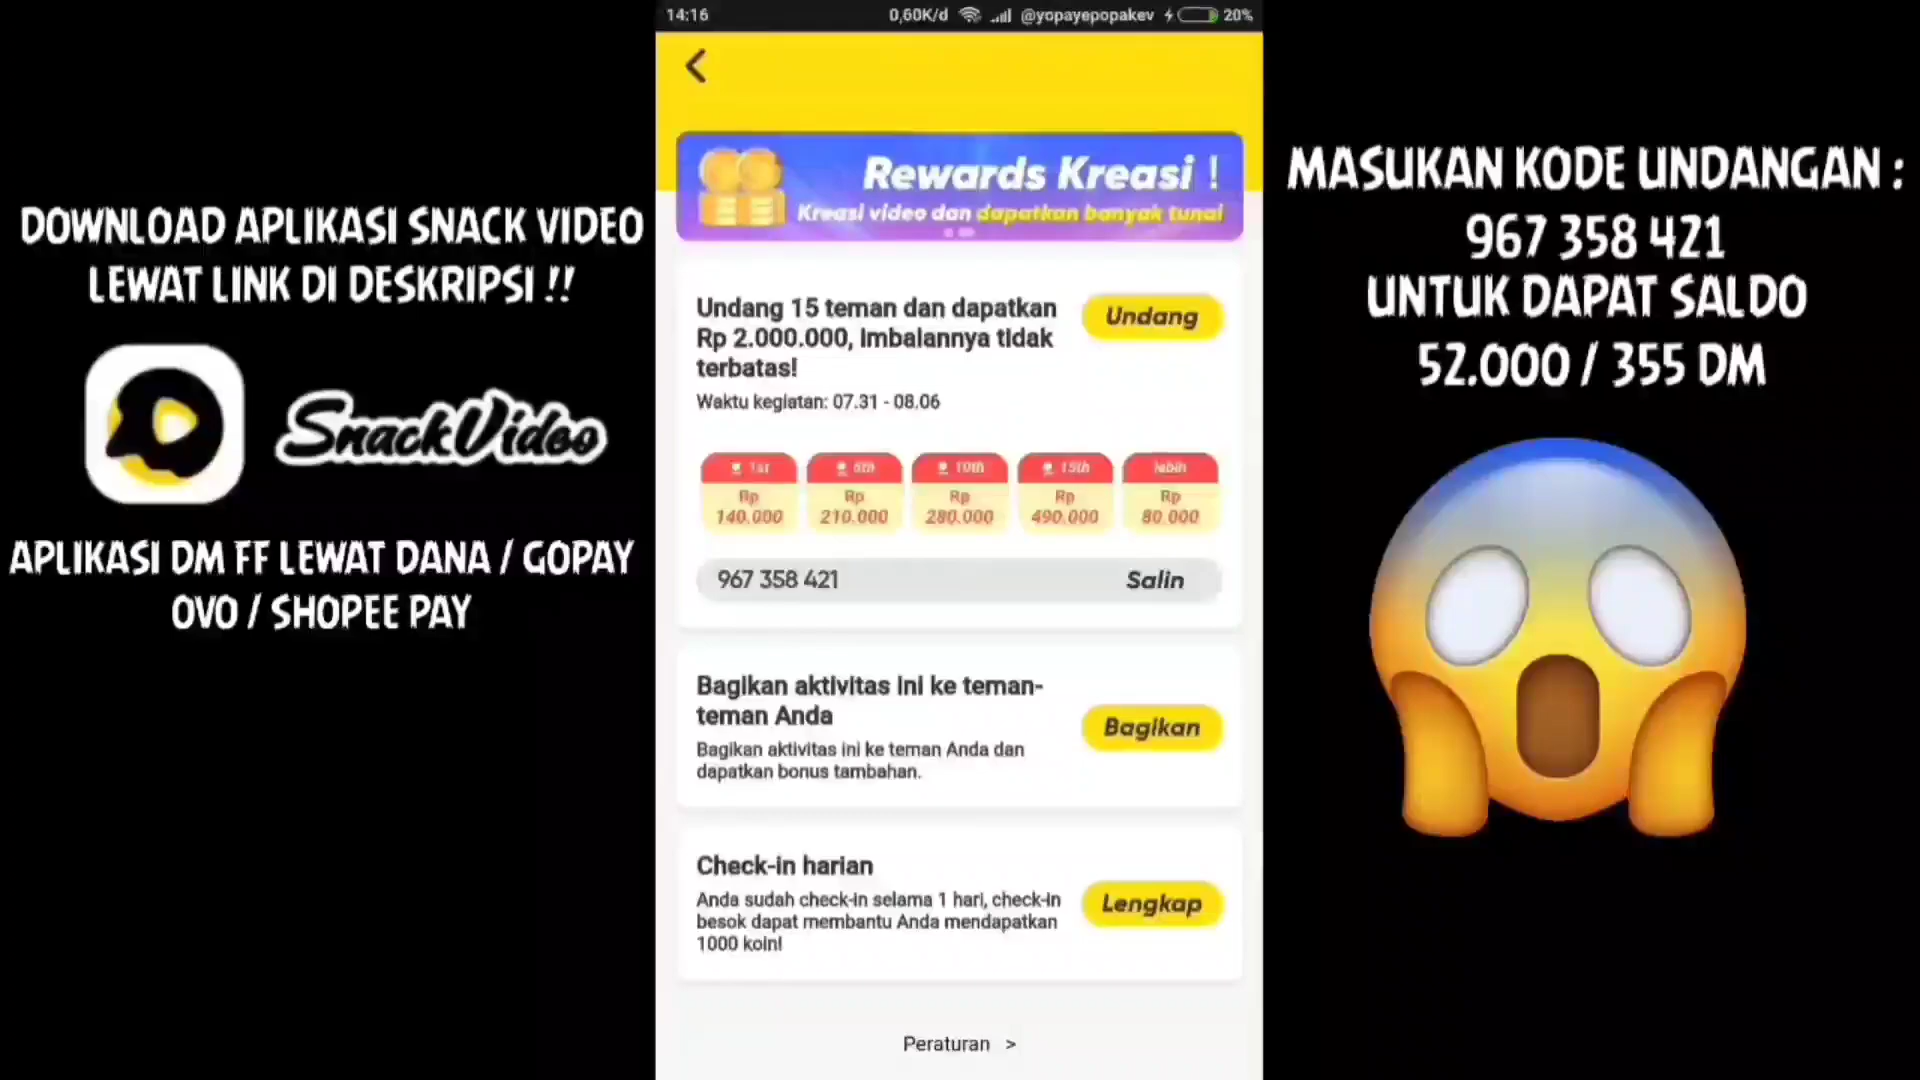 14:16
0,60K/d
@yopayepopakev
20%
DOWNLOAD APLIKASI SNACK VIDEO
LEWAT LINK DI DESKRIPSI !!
SnackVideo
APLIKASI DM FF LEWAT DANA / GOPAY
OVO / SHOPEE PAY
Rewards Kreasi !
Kreasi video dan dapatkan banyak tunai
Undang 15 teman dan dapatkan
Rp 2.000.000, Imbalannya tidak
terbatas!
Undang
Waktu kegiatan: 07.31 - 08.06
1st
5th
10th
15th
lebih
Rp
140.000
Rp
210.000
Rp
280.000
Rp
490.000
Rp
80.000
967 358 421
Salin
Bagikan aktivitas ini ke teman-
teman Anda
Bagikan aktivitas ini ke teman Anda dan
dapatkan bonus tambahan.
Bagikan
Check-in harian
Anda sudah check-in selama 1 hari, check-in
besok dapat membantu Anda mendapatkan
1000 koin!
Lengkap
Peraturan >
MASUKAN KODE UNDANGAN :
967 358 421
UNTUK DAPAT SALDO
52.000 / 355 DM